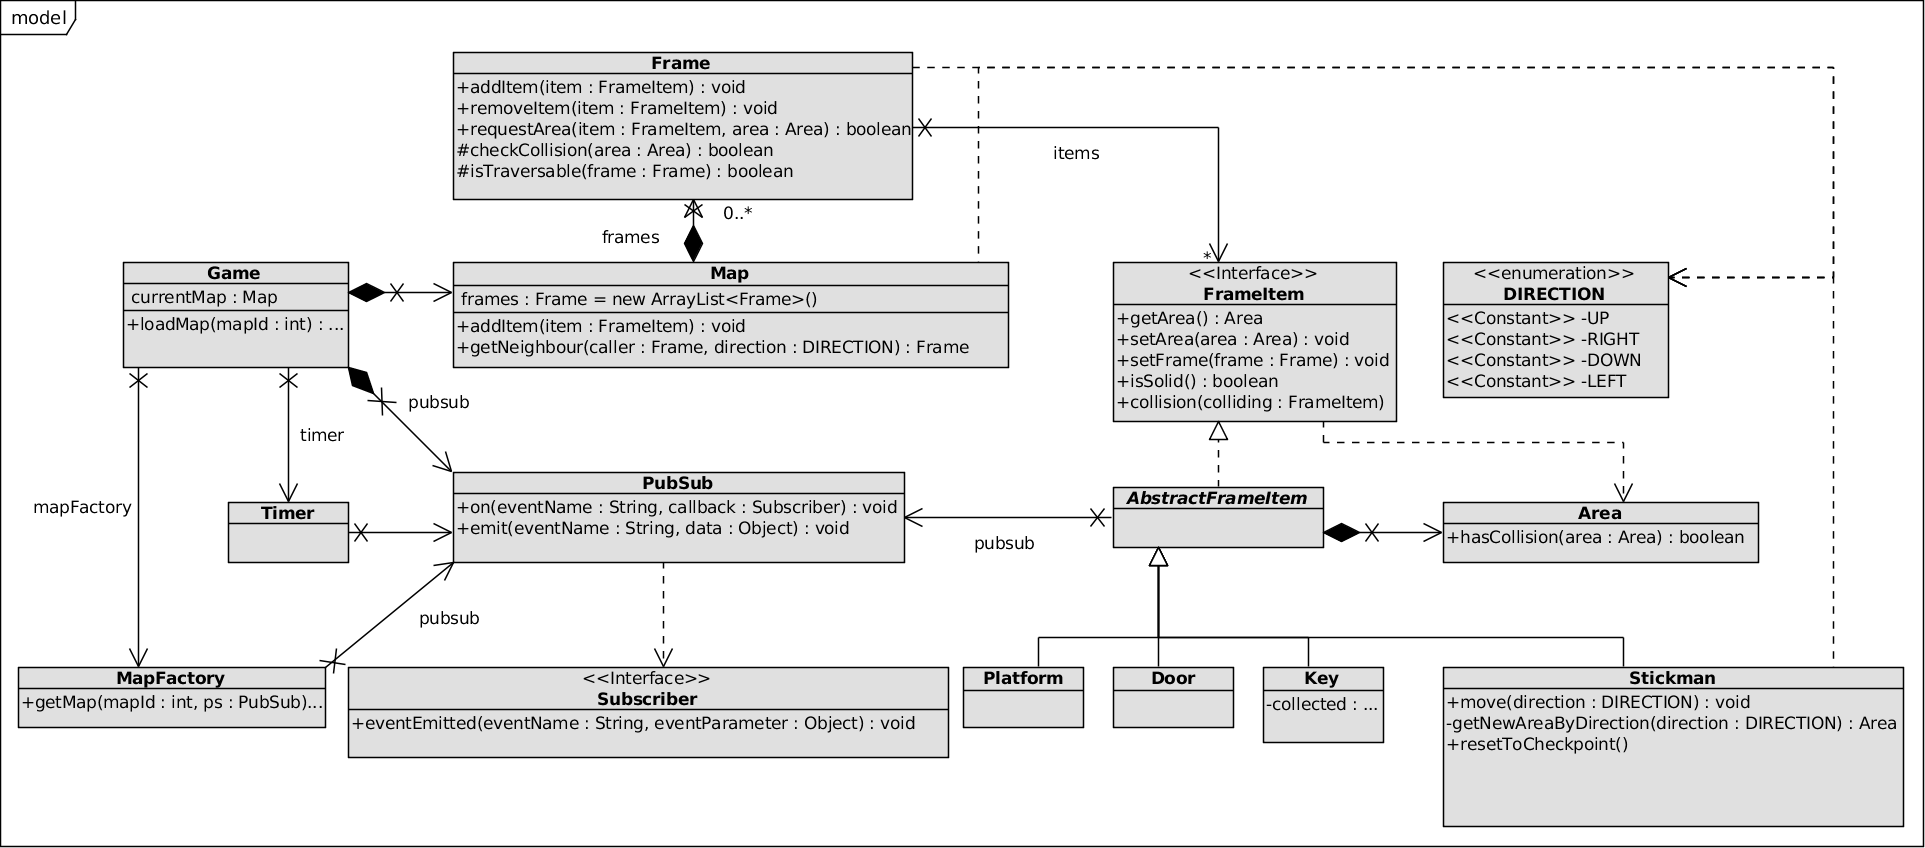 model
Frame
+addItem(item : FrameItem) : void
+removeItem(item : FrameItem) : void
+requestArea(item : FrameItem, area : Area) : boolean
#checkCollision(area : Area) : boolean
#isTraversable(frame : Frame) : boolean
items
0..*
frames
*
Game
currentMap : Map
+loadMap(mapId : int) : ...
Map
frames : Frame = new ArrayList<Frame>()
+addItem(item : FrameItem) : void
+getNeighbour(caller : Frame, direction : DIRECTION) : Frame
<<Interface>>
FrameItem
+getArea() : Area
+setArea(area : Area) : void
+setFrame(frame : Frame) : void
+isSolid() : boolean
+collision(colliding : FrameItem)
<<enumeration>>
DIRECTION
<<Constant>> -UP
<<Constant>> -RIGHT
<<Constant>> -DOWN
<<Constant>> -LEFT
pubsub
timer
mapFactory
Timer
PubSub
+on(eventName : String, callback : Subscriber) : void
+emit(eventName : String, data : Object) : void
pubsub
AbstractFrameItem
Area
+hasCollision(area : Area) : boolean
pubsub
MapFactory
+getMap(mapId : int, ps : PubSub)...
<<Interface>>
Subscriber
+eventEmitted(eventName : String, eventParameter : Object) : void
Platform
Door
Key
-collected : ...
Stickman
+move(direction : DIRECTION) : void
-getNewAreaByDirection(direction : DIRECTION) : Area
+resetToCheckpoint()